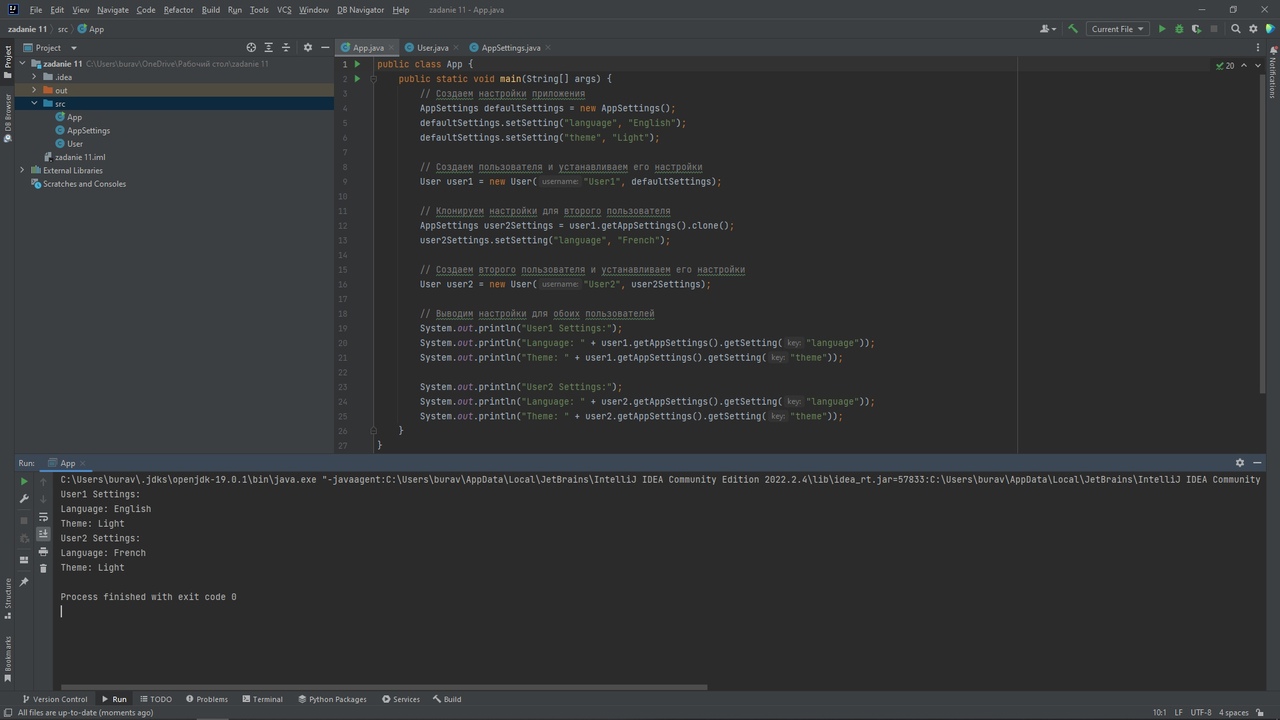 File Edit View Navigate Code Refactor Build Run Tools VCS Window DB Navigator Help zadanie 11 - App.java
zadanie 11 src App Current File
Project
App.java User.java AppSettings.java
zadanie 11 C:\Users\burav\OneDrive\Рабочий стол\zadanie 11
.idea
out
src
App
AppSettings
User
zadanie 11.iml
External Libraries
Scratches and Consoles
Project
DB Browser
Structure
Bookmarks
Notifications
20
1 public class App {
2 public static void main(String[] args) {
3 // Создаем настройки приложения
4 AppSettings defaultSettings = new AppSettings();
5 defaultSettings.setSetting("language", "English");
6 defaultSettings.setSetting("theme", "Light");
7
8 // Создаем пользователя и устанавливаем его настройки
9 User user1 = new User( username: "User1", defaultSettings);
10
11 // Клонируем настройки для второго пользователя
12 AppSettings user2Settings = user1.getAppSettings().clone();
13 user2Settings.setSetting("language", "French");
14
15 // Создаем второго пользователя и устанавливаем его настройки
16 User user2 = new User( username: "User2", user2Settings);
17
18 // Выводим настройки для обоих пользователей
19 System.out.println("User1 Settings:");
20 System.out.println("Language: " + user1.getAppSettings().getSetting( key: "language"));
21 System.out.println("Theme: " + user1.getAppSettings().getSetting( key: "theme"));
22
23 System.out.println("User2 Settings:");
24 System.out.println("Language: " + user2.getAppSettings().getSetting( key: "language"));
25 System.out.println("Theme: " + user2.getAppSettings().getSetting( key: "theme"));
26 }
27 }
Run: App
C:\Users\burav\.jdks\openjdk-19.0.1\bin\java.exe "-javaagent:C:\Users\burav\AppData\Local\JetBrains\IntelliJ IDEA Community Edition 2022.2.4\lib\idea_rt.jar=57833:C:\Users\burav\AppData\Local\JetBrains\IntelliJ IDEA Community
User1 Settings:
Language: English
Theme: Light
User2 Settings:
Language: French
Theme: Light
Process finished with exit code 0
Version Control Run TODO Problems Terminal Python Packages Services Build
All files are up-to-date (moments ago) 10:1 LF UTF-8 4 spaces